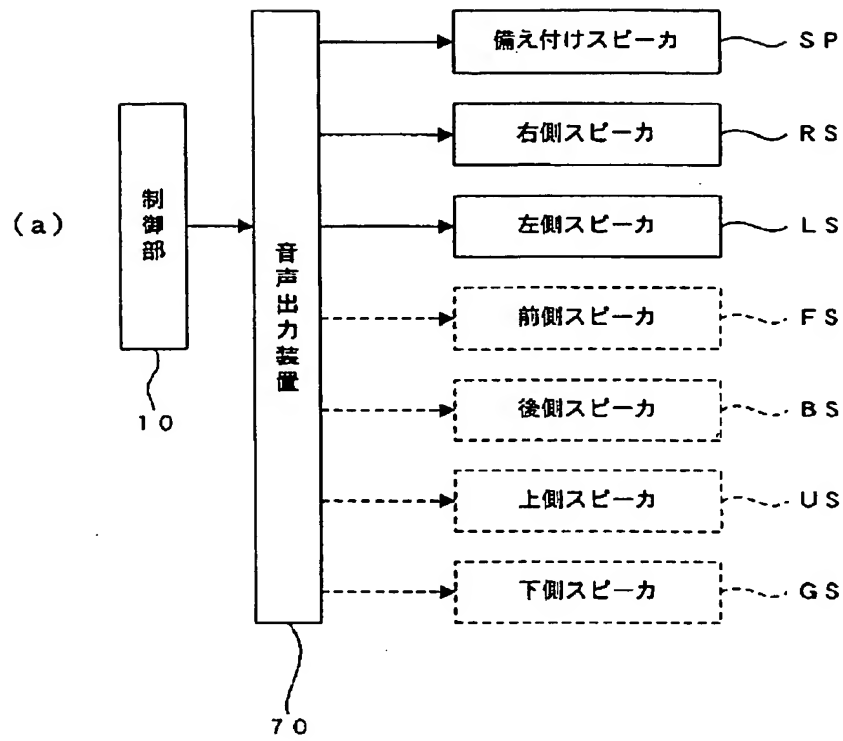 備え付けスピーカ SP
右側スピーカ RS
(a) 制御部 左側スピーカ LS
音声出力装置
前側スピーカ FS
後側スピーカ BS
10
上側スピーカ US
下側スピーカ GS
70